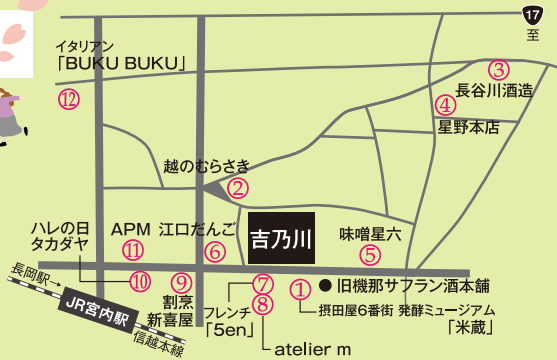 17
至
イタリアン
「BUKU BUKU」
⑫
③
長谷川酒造
④
星野本店
越のむらさき
②
ハレの日
タカダヤ
APM
⑪
江口だんご
⑥
吉乃川
味噌星六
⑤
長岡駅→
JR宮内駅
信越本線
⑩
⑨
割烹
新喜屋
⑦
フレンチ
「5en」
⑧
atelier m
①
●旧機那サフラン酒本舗
摂田屋6番街 発酵ミュージアム
「米蔵」